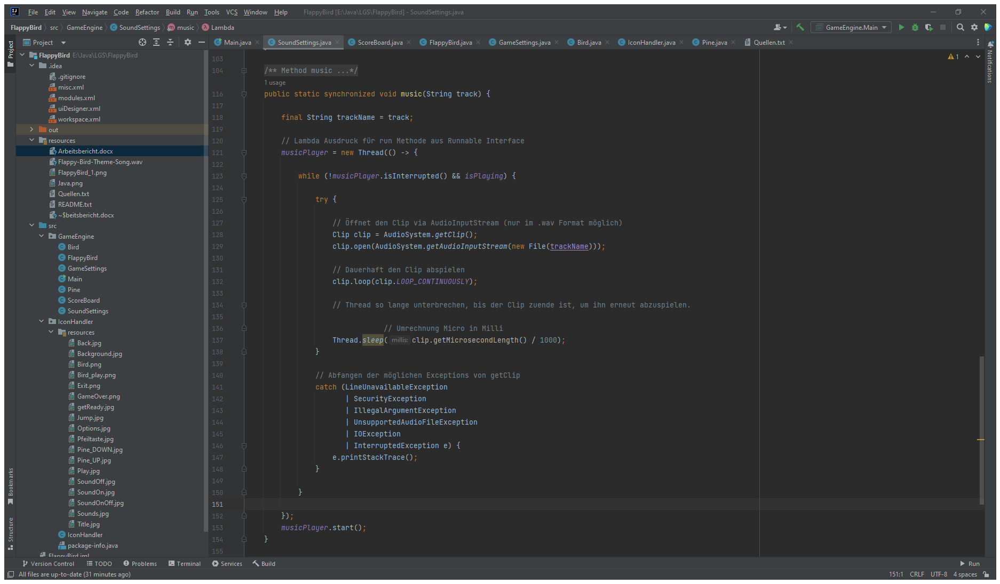 File Edit View Navigate Code Refactor Build Run Tools VCS Window Help FlappyBird [E:\Java\LGS\FlappyBird] - SoundSettings.java
FlappyBird src GameEngine SoundSettings music Lambda GameEngine.Main
Project
Main.java SoundSettings.java ScoreBoard.java FlappyBird.java GameSettings.java Bird.java IconHandler.java Pine.java Quellen.txt
Project
Bookmarks
Structure
FlappyBird E:\Java\LGS\FlappyBird
.idea
.gitignore
misc.xml
modules.xml
uiDesigner.xml
workspace.xml
out
resources
Arbeitsbericht.docx
Flappy-Bird-Theme-Song.wav
FlappyBird_1.png
Java.png
Quellen.txt
README.txt
~$beitsbericht.docx
src
GameEngine
Bird
FlappyBird
GameSettings
Main
Pine
ScoreBoard
SoundSettings
IconHandler
resources
Back.jpg
Background.jpg
Bird.png
Bird_play.png
Exit.png
GameOver.png
getReady.jpg
Jump.jpg
Options.jpg
Pfeiltaste.jpg
Pine_DOWN.jpg
Pine_UP.jpg
Play.jpg
SoundOff.jpg
SoundOn.jpg
SoundOnOff.jpg
Sounds.jpg
Title.jpg
IconHandler
package-info.java
FlappyBird.iml
103
104 /** Method music ...*/
1 usage
116 public static synchronized void music(String track) {
117
118 final String trackName = track;
119
120 // Lambda Ausdruck für run Methode aus Runnable Interface
121 musicPlayer = new Thread(() -> {
122
123 while (!musicPlayer.isInterrupted() && isPlaying) {
124
125 try {
126
127 // Öffnet den Clip via AudioInputStream (nur im .wav Format möglich)
128 Clip clip = AudioSystem.getClip();
129 clip.open(AudioSystem.getAudioInputStream(new File(trackName)));
130
131 // Dauerhaft den Clip abspielen
132 clip.loop(clip.LOOP_CONTINUOUSLY);
133
134 // Thread so lange unterbrechen, bis der Clip zuende ist, um ihn erneut abzuspielen.
135
136 // Umrechnung Micro in Milli
137 Thread.sleep( millis: clip.getMicrosecondLength() / 1000);
138 }
139
140 // Abfangen der möglichen Exceptions von getClip
141 catch (LineUnavailableException
142 | SecurityException
143 | IllegalArgumentException
144 | UnsupportedAudioFileException
145 | IOException
146 | InterruptedException e) {
147 e.printStackTrace();
148 }
149
150 }
151
152 });
153 musicPlayer.start();
154 }
155
1
Notifications
Version Control TODO Problems Terminal Services Build Run
All files are up-to-date (31 minutes ago) 151:1 CRLF UTF-8 4 spaces